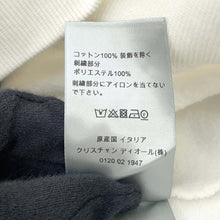 コットン100% 装飾を除く
刺繍部分
ポリエステル100%
刺繍部分にアイロンを当てない
で下さい。
原産国 イタリア
クリスチャン ディオール(株)
0120 02 1947